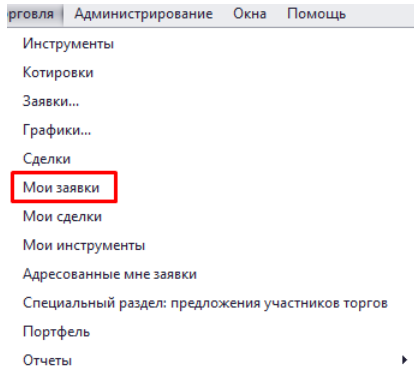 орговля Администрирование Окна Помощь
Инструменты
Котировки
Заявки...
Графики...
Сделки
Мои заявки
Мои сделки
Мои инструменты
Адресованные мне заявки
Специальный раздел: предложения участников торгов
Портфель
Отчеты